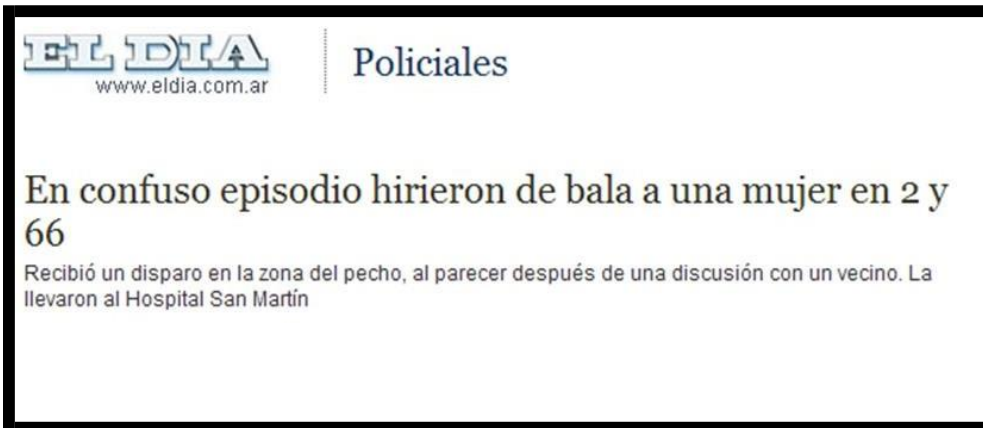 EL DIA
www.eldia.com.ar
Policiales
En confuso episodio hirieron de bala a una mujer en 2 y
66
Recibió un disparo en la zona del pecho, al parecer después de una discusión con un vecino. La
llevaron al Hospital San Martín